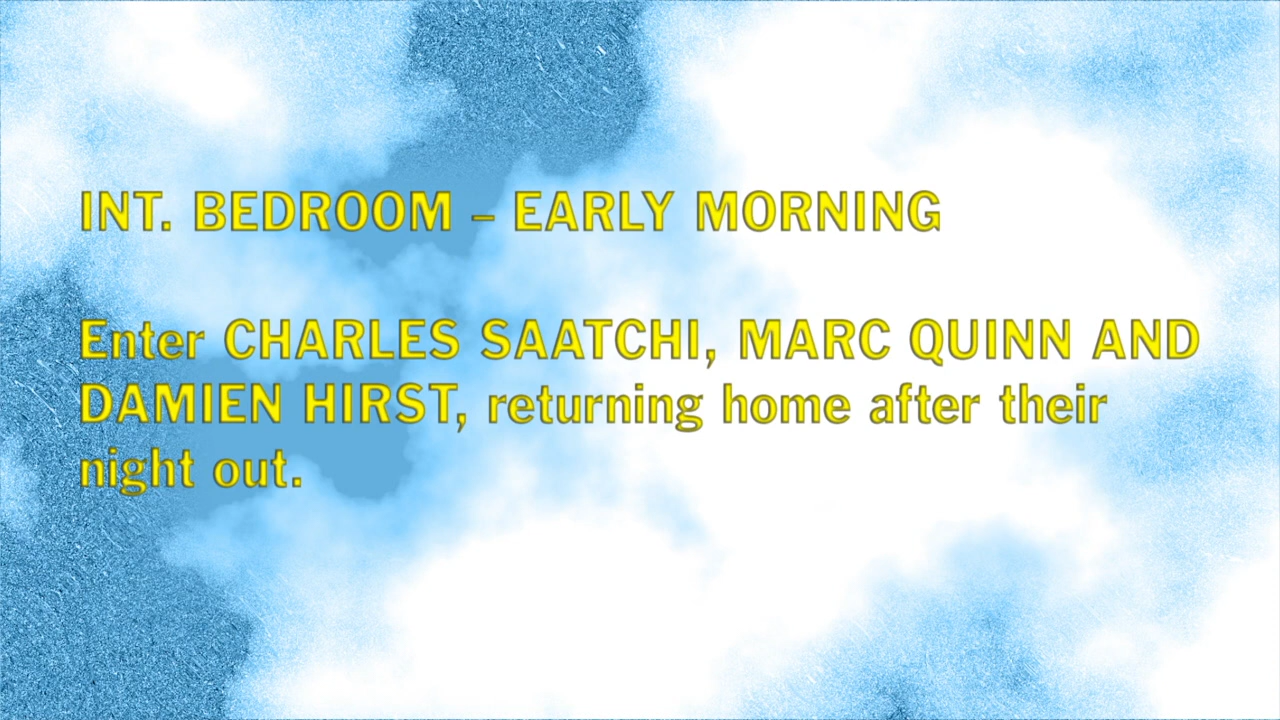 INT. BEDROOM – EARLY MORNING
Enter CHARLES SAATCHI, MARC QUINN AND
DAMIEN HIRST, returning home after their
night out.